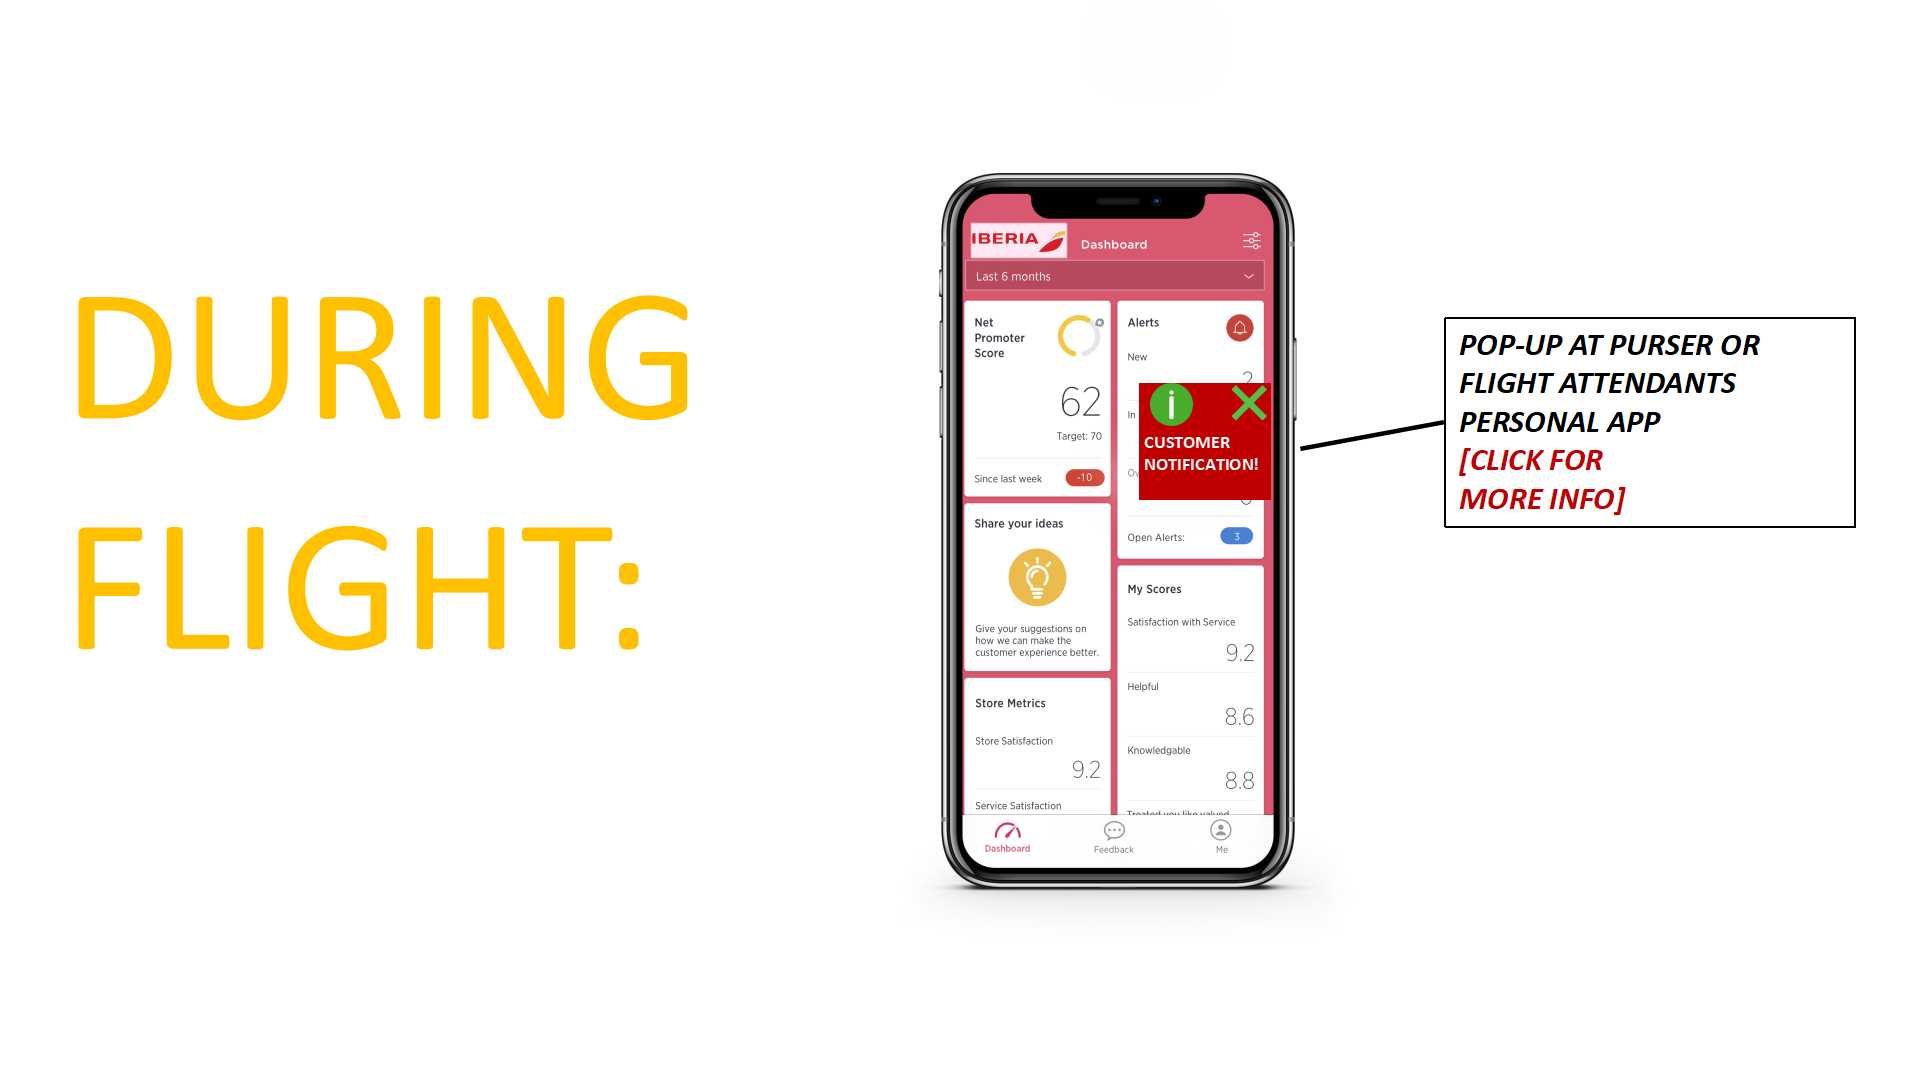 DURING
FLIGHT:
IBERIA
Dashboard
Last 6 months
Net
Promoter
Score
62
Target: 70
Since last week
-10
Share your ideas
Give your suggestions on
how we can make the
customer experience better.
Store Metrics
Store Satisfaction
9.2
Service Satisfaction
Alerts
New
2
In
CUSTOMER
NOTIFICATION!
Open Alerts:
3
My Scores
Satisfaction with Service
9.2
Helpful
8.6
Knowledgable
8.8
Treated you like valued
Dashboard
Feedback
Me
POP-UP AT PURSER OR
FLIGHT ATTENDANTS
PERSONAL APP
[CLICK FOR
MORE INFO]